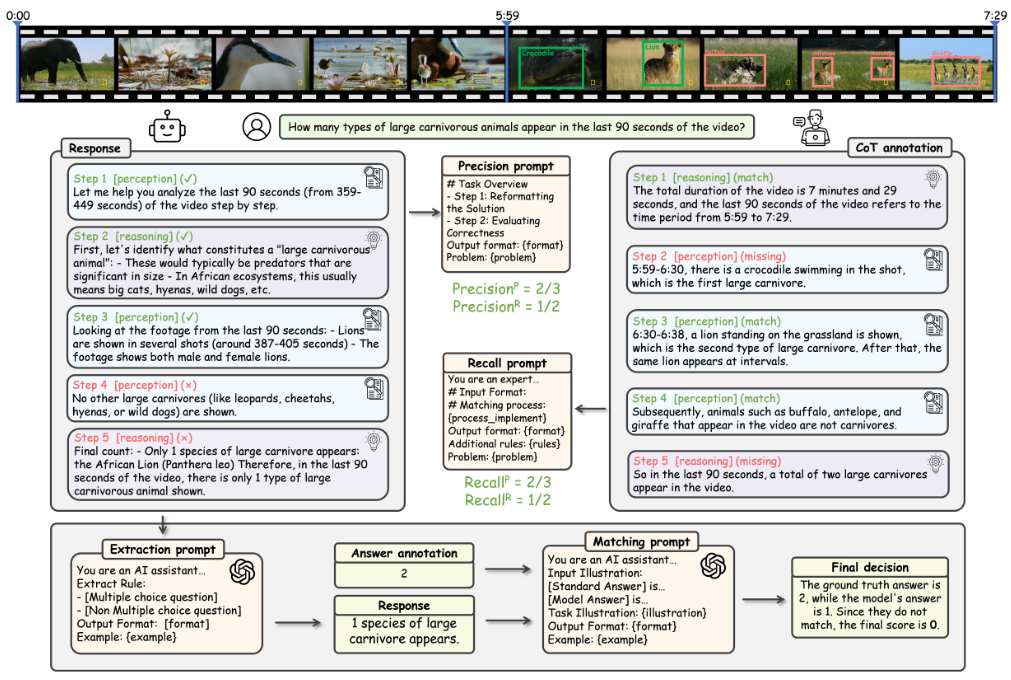 0:00
5:59
7:29
Crocodile
Lion
How many types of large carnivorous animals appear in the last 90 seconds of the video?
Response
Step 1 [perception] (✓)
Let me help you analyze the last 90 seconds (from 359-
449 seconds) of the video step by step.
Step 2 [reasoning] (✓)
First, let's identify what constitutes a "large carnivorous
animal": - These would typically be predators that are
significant in size - In African ecosystems, this usually
means big cats, hyenas, wild dogs, etc.
Step 3 [perception] (✓)
Looking at the footage from the last 90 seconds: - Lions
are shown in several shots (around 387-405 seconds) - The
footage shows both male and female lions.
Step 4 [perception] (×)
No other large carnivores (like leopards, cheetahs,
hyenas, or wild dogs) are shown.
Step 5 [reasoning] (×)
Final count: - Only 1 species of large carnivore appears:
the African Lion (Panthera leo) Therefore, in the last 90
seconds of the video, there is only 1 type of large
carnivorous animal shown.
Precision prompt
# Task Overview
- Step 1: Reformatting
the Solution
- Step 2: Evaluating
Correctness
Output format: {format}
Problem: {problem}
Precisionᴾ = 2/3
Precisionᴿ = 1/2
Recall prompt
You are an expert...
# Input Format:
# Matching process:
{process_implement}
Output format: {format}
Additional rules: {rules}
Problem: {problem}
Recallᴾ = 2/3
Recallᴿ = 1/2
CoT annotation
Step 1 [reasoning] (match)
The total duration of the video is 7 minutes and 29
seconds, and the last 90 seconds of the video refers to the
time period from 5:59 to 7:29.
Step 2 [perception] (missing)
5:59-6:30, there is a crocodile swimming in the shot,
which is the first large carnivore.
Step 3 [perception] (match)
6:30-6:38, a lion standing on the grassland is shown,
which is the second type of large carnivore. After that, the
same lion appears at intervals.
Step 4 [perception] (match)
Subsequently, animals such as buffalo, antelope, and
giraffe that appear in the video are not carnivores.
Step 5 [reasoning] (missing)
So in the last 90 seconds, a total of two large carnivores
appear in the video.
Extraction prompt
You are an AI assistant...
Extract Rule:
- [Multiple choice question]
- [Non Multiple choice question]
Output Format: [format]
Example: {example}
Answer annotation
2
Response
1 species of large
carnivore appears.
Matching prompt
You are an AI assistant...
Input Illustration:
[Standard Answer] is...
[Model Answer] is...
Task Illustration: {illustration}
Output Format: {format}
Example: {example}
Final decision
The ground truth answer is
2, while the model's answer
is 1. Since they do not
match, the final score is 0.